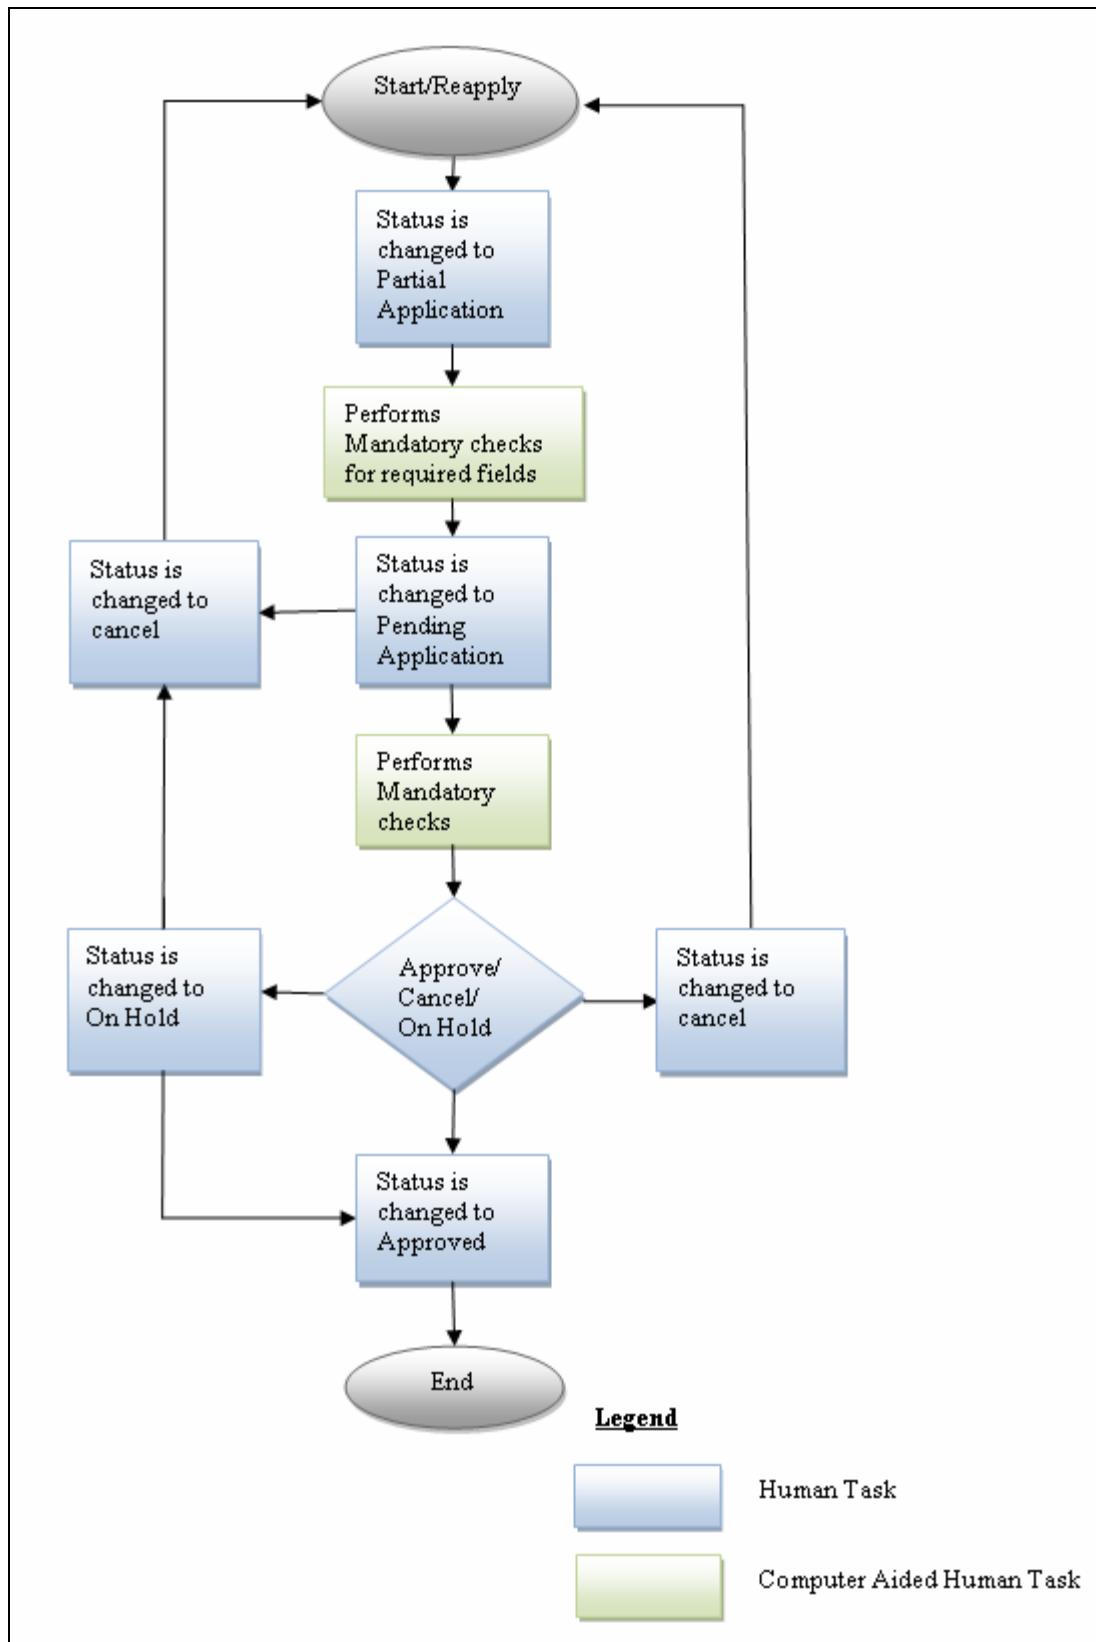 Start/Reapply
Status is
changed to
Partial
Application
Performs
Mandatory checks
for required fields
Status is
changed to
cancel
Status is
changed to
Pending
Application
Performs
Mandatory
checks
Status is
changed to
On Hold
Approve/
Cancel/
On Hold
Status is
changed to
cancel
Status is
changed to
Approved
End
Legend
Human Task
Computer Aided Human Task